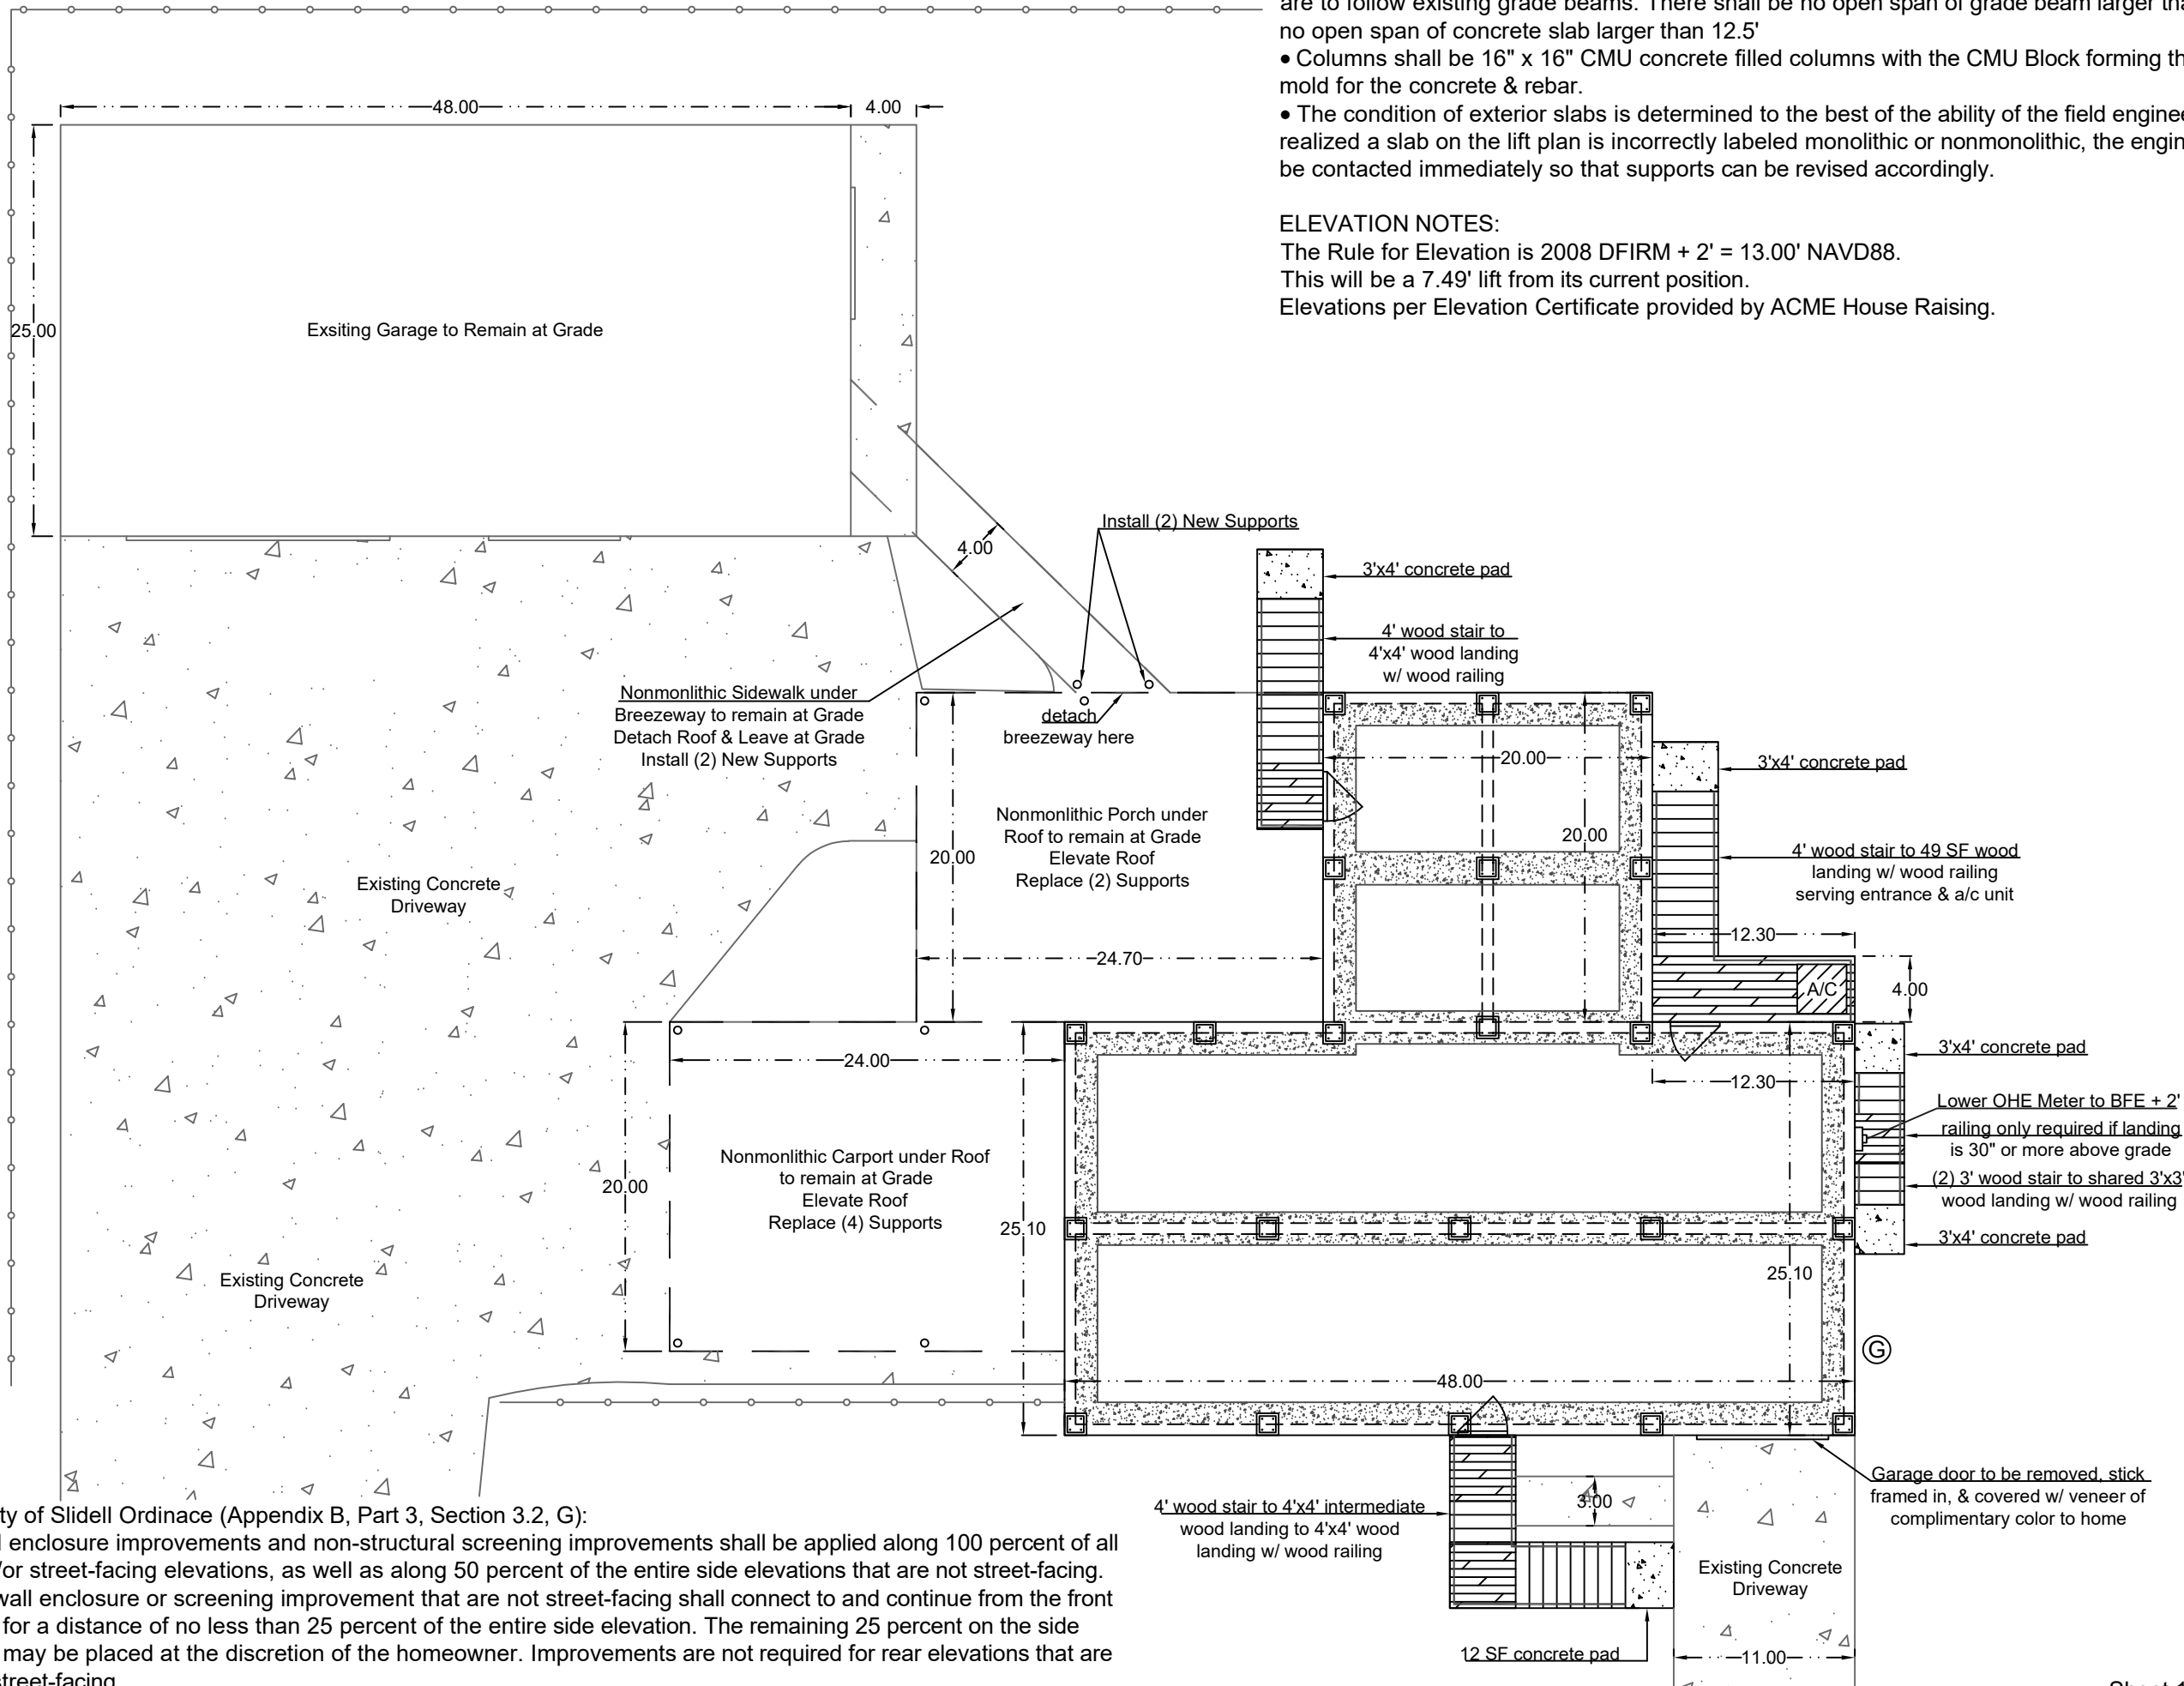 are to follow existing grade beams. There shall be no open span of grade beam larger
no open span of concrete slab larger than 12.5'
• Columns shall be 16" x 16" CMU concrete filled columns with the CMU Block forming
mold for the concrete & rebar.
• The condition of exterior slabs is determined to the best of the ability of the field
realized a slab on the lift plan is incorrectly labeled monolithic or nonmonolithic, the
be contacted immediately so that supports can be revised accordingly.
ELEVATION NOTES:
The Rule for Elevation is 2008 DFIRM + 2' = 13.00' NAVD88.
This will be a 7.49' lift from its current position.
Elevations per Elevation Certificate provided by ACME House Raising.
48.00
4.00
25.00
Exsiting Garage to Remain at Grade
4.00
Install (2) New Supports
3'x4' concrete pad
4' wood stair to
4'x4' wood landing
w/ wood railing
Nonmonlithic Sidewalk under
Breezeway to remain at Grade
Detach Roof & Leave at Grade
Install (2) New Supports
detach
breezeway here
20.00
3'x4' concrete pad
Nonmonlithic Porch under
Roof to remain at Grade
Elevate Roof
Replace (2) Supports
20.00
20.00
4' wood stair to 49 SF wood
landing w/ wood railing
serving entrance & a/c unit
Existing Concrete
Driveway
12.30
24.70
A/C
4.00
24.00
3'x4' concrete pad
12.30
Lower OHE Meter to BFE + 2'
railing only required if landing
is 30" or more above grade
(2) 3' wood stair to shared 3'x3'
wood landing w/ wood railing
3'x4' concrete pad
Nonmonlithic Carport under Roof
to remain at Grade
Elevate Roof
Replace (4) Supports
20.00
25.10
25.10
Existing Concrete
Driveway
G
48.00
Garage door to be removed, stick
framed in, & covered w/ veneer of
complimentary color to home
4' wood stair to 4'x4' intermediate
wood landing to 4'x4' wood
landing w/ wood railing
3.00
Existing Concrete
Driveway
12 SF concrete pad
11.00
of Slidell Ordinace (Appendix B, Part 3, Section 3.2, G):
enclosure improvements and non-structural screening improvements shall be applied along 100 percent of all
street-facing elevations, as well as along 50 percent of the entire side elevations that are not street-facing.
wall enclosure or screening improvement that are not street-facing shall connect to and continue from the front
for a distance of no less than 25 percent of the entire side elevation. The remaining 25 percent on the side
may be placed at the discretion of the homeowner. Improvements are not required for rear elevations that are
street-facing.